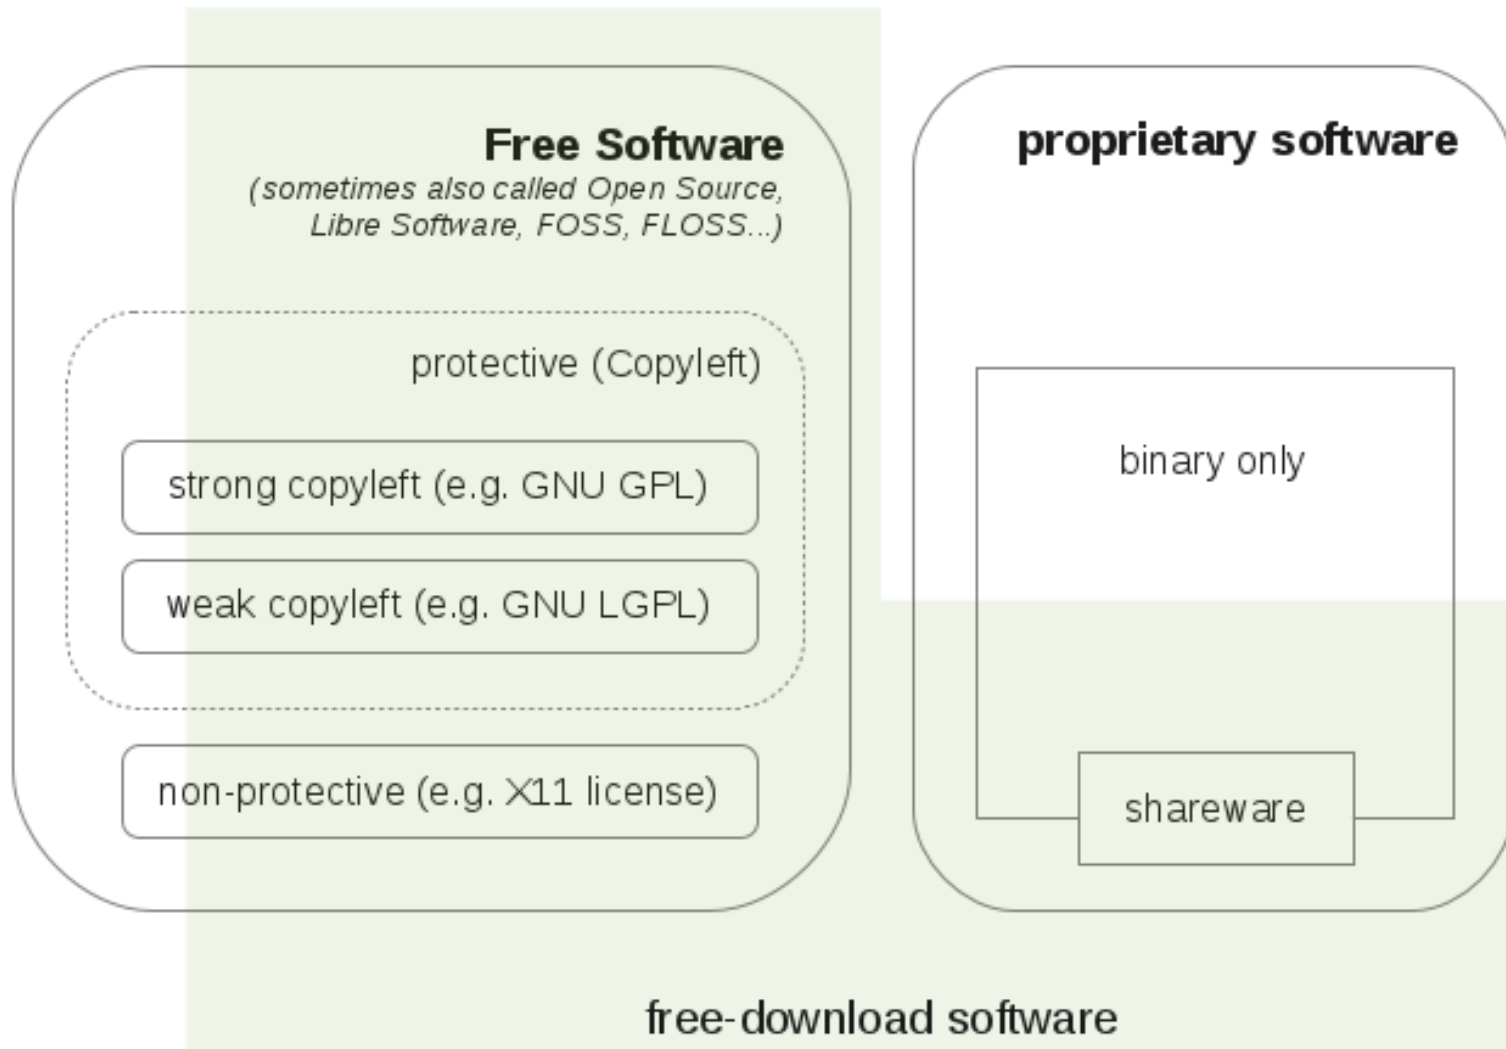 Free Software
(sometimes also called Open Source,
Libre Software, FOSS, FLOSS...)
protective (Copyleft)
strong copyleft (e.g. GNU GPL)
weak copyleft (e.g. GNU LGPL)
non-protective (e.g. X11 license)
proprietary software
binary only
shareware
free-download software